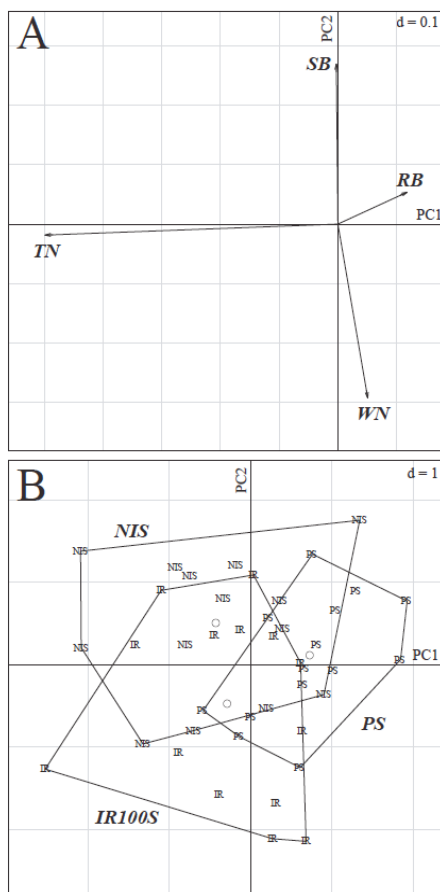 A
PC2
d = 0.1
SB
RB
PC1
TN
WN
B
PC2
d = 1
NIS
NIS
NIS PS
NIS NIS
NIS IR
IR PS
NIS NIS PS
PS
PS
IR NIS
IR IR
IR NIS PS
NIS
PC1
IR PS
PS PS
PS
NIS
PS NIS
PS
PS
NIS IR
PS
NIS
IR
IR PS
IR
IR
IR100S
IR IR